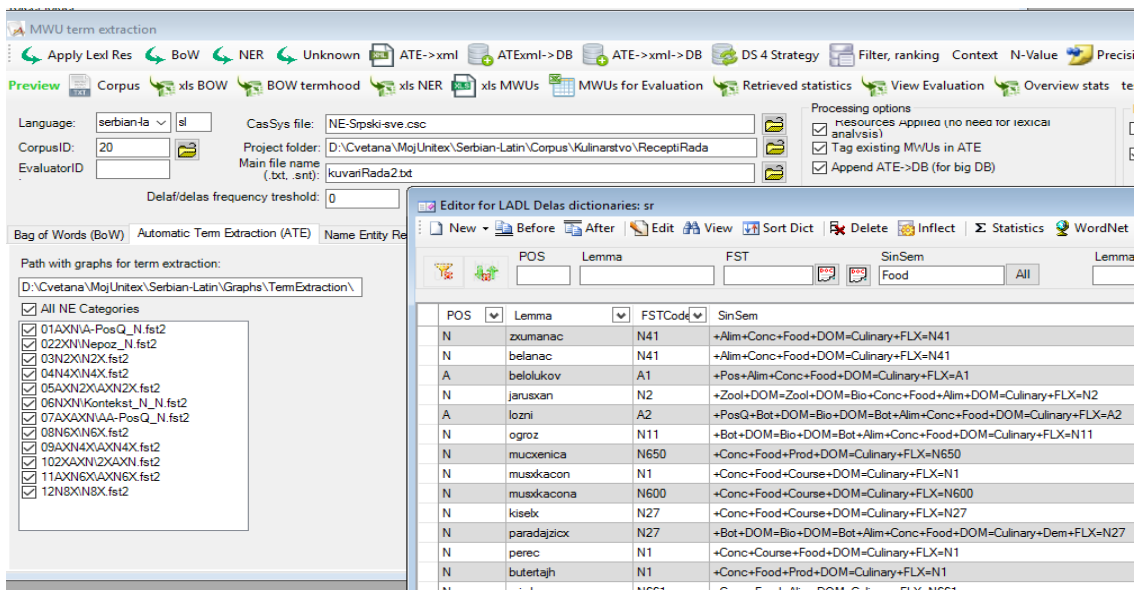 MWU term extraction
Apply Lexl Res BoW NER Unknown ATE->xml ATExml->DB ATE->xml->DB DS 4 Strategy Filter, ranking Context N-Value Precisi
Preview Corpus xls BOW BOW termhood xls NER xls MWUs MWUs for Evaluation Retrieved statistics View Evaluation Overview stats te
Language: serbian-la sl CasSys file: NE-Srpski-sve.csc
CorpusID: 20 Project folder: D:\Cvetana\MojUnitex\Serbian-Latin\Corpus\Kulinarstvo\ReceptiRada
EvaluatorID Main file name (.txt, .snt): kuvariRada2.txt
Delaf/delas frequency treshold: 0
Processing options
Resources Applied (no need for lexical analysis)
Tag existing MWUs in ATE
Append ATE->DB (for big DB)
Bag of Words (BoW) Automatic Term Extraction (ATE) Name Entity Re
Path with graphs for term extraction:
D:\Cvetana\MojUnitex\Serbian-Latin\Graphs\TermExtraction\
All NE Categories
01AXN\A-PosQ_N.fst2
022XN\Nepoz_N.fst2
03N2X\N2X.fst2
04N4X\N4X.fst2
05AXN2X\AXN2X.fst2
06NXN\Kontekst_N_N.fst2
07AXAXN\AA-PosQ_N.fst2
08N6X\N6X.fst2
09AXN4X\AXN4X.fst2
102XAXN\2XAXN.fst2
11AXN6X\AXN6X.fst2
12N8X\N8X.fst2
Editor for LADL Delas dictionaries: sr
New Before After Edit View Sort Dict Delete Inflect Σ Statistics WordNet
POS Lemma FST SinSem Lemma
Food All
POS Lemma FSTCode SinSem
N zxumanac N41 +Alim+Conc+Food+DOM=Culinary+FLX=N41
N belanac N41 +Alim+Conc+Food+DOM=Culinary+FLX=N41
A belolukov A1 +Pos+Alim+Conc+Food+DOM=Culinary+FLX=A1
N jarusxan N2 +Zool+DOM=Zool+DOM=Bio+Conc+Food+Alim+DOM=Culinary+FLX=N2
A lozni A2 +PosQ+Bot+DOM=Bio+DOM=Bot+Alim+Conc+Food+DOM=Culinary+FLX=A2
N ogroz N11 +Bot+DOM=Bio+DOM=Bot+Alim+Conc+Food+DOM=Culinary+FLX=N11
N mucxenica N650 +Conc+Food+Prod+DOM=Culinary+FLX=N650
N musxkacon N1 +Conc+Food+Course+DOM=Culinary+FLX=N1
N musxkacona N600 +Conc+Food+Course+DOM=Culinary+FLX=N600
N kiselx N27 +Conc+Food+Course+DOM=Culinary+FLX=N27
N paradajzicx N27 +Bot+DOM=Bio+DOM=Bot+Alim+Conc+Food+DOM=Culinary+Dem+FLX=N27
N perec N1 +Conc+Course+Food+DOM=Culinary+FLX=N1
N butertajh N1 +Conc+Food+Prod+DOM=Culinary+FLX=N1